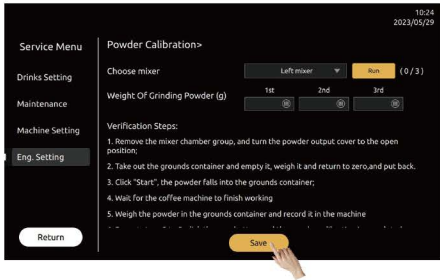 10:24
2023/05/29
Service Menu
Powder Calibration>
Drinks Setting
Choose mixer
Left mixer
Run
(0/3)
Maintenance
Weight Of Grinding Powder (g)
1st
2nd
3rd
Machine Setting
Verification Steps:
1. Remove the mixer chamber group, and turn the powder output cover to the open
position;
Eng. Setting
2. Take out the grounds container and empty it, weigh it and return to zero,and put back.
3. Click "Start", the powder falls into the grounds container;
4. Wait for the coffee machine to finish working
5. Weigh the powder in the grounds container and record it in the machine
Return
Save